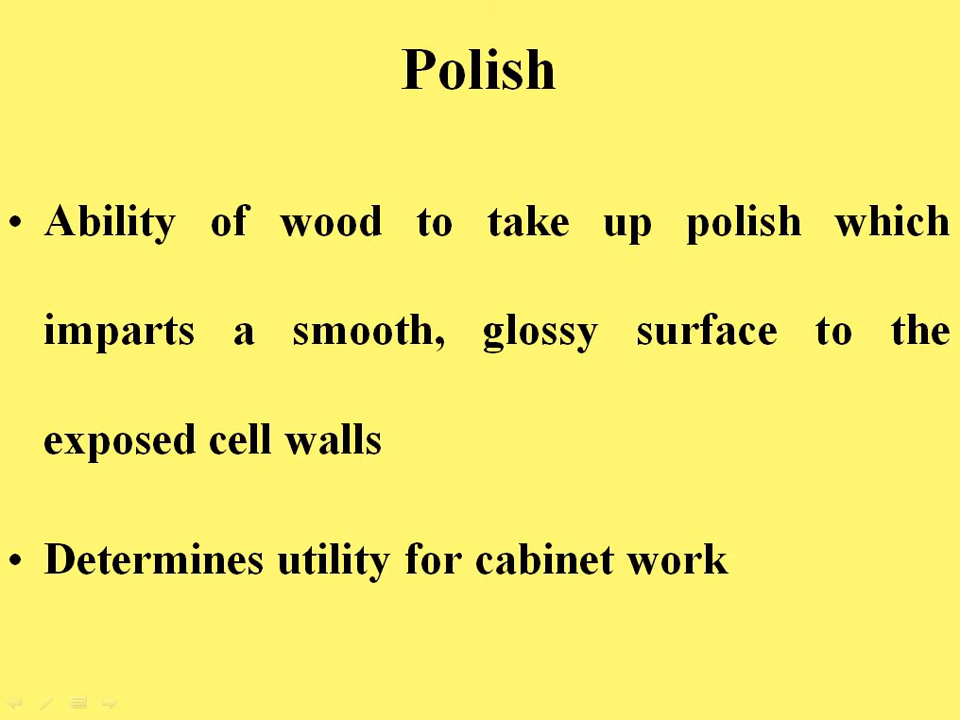 Polish
• Ability of wood to take up polish which
imparts a smooth, glossy surface to the
exposed cell walls
• Determines utility for cabinet work